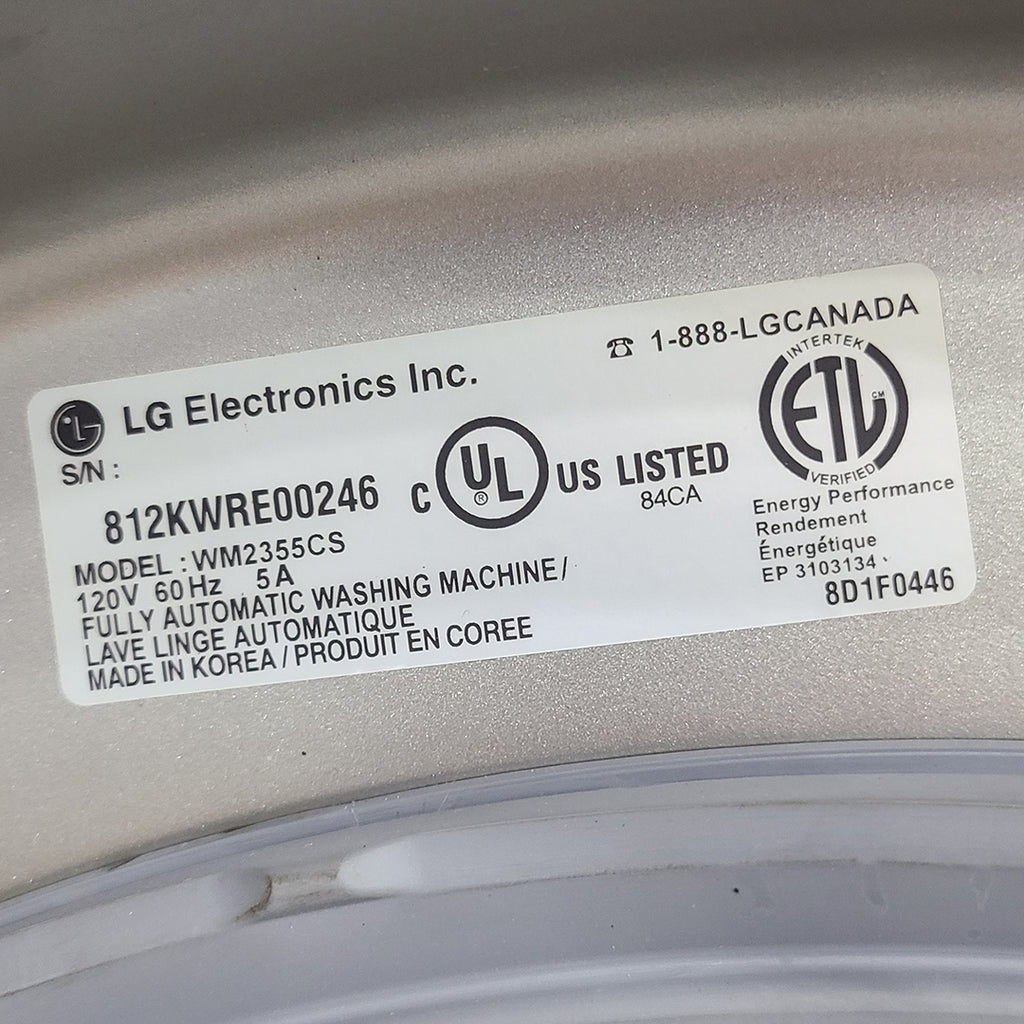 ☎ 1-888-LGCANADA
LG LG Electronics Inc.
S/N :
812KWRE00246
C UL ® US LISTED
84CA
INTERTEK
ETL CM
VERIFIED
Energy Performance
Rendement
Énergétique
EP 3103134
8D1F0446
MODEL : WM2355CS
120V 60Hz 5A
FULLY AUTOMATIC WASHING MACHINE /
LAVE LINGE AUTOMATIQUE
MADE IN KOREA / PRODUIT EN COREE